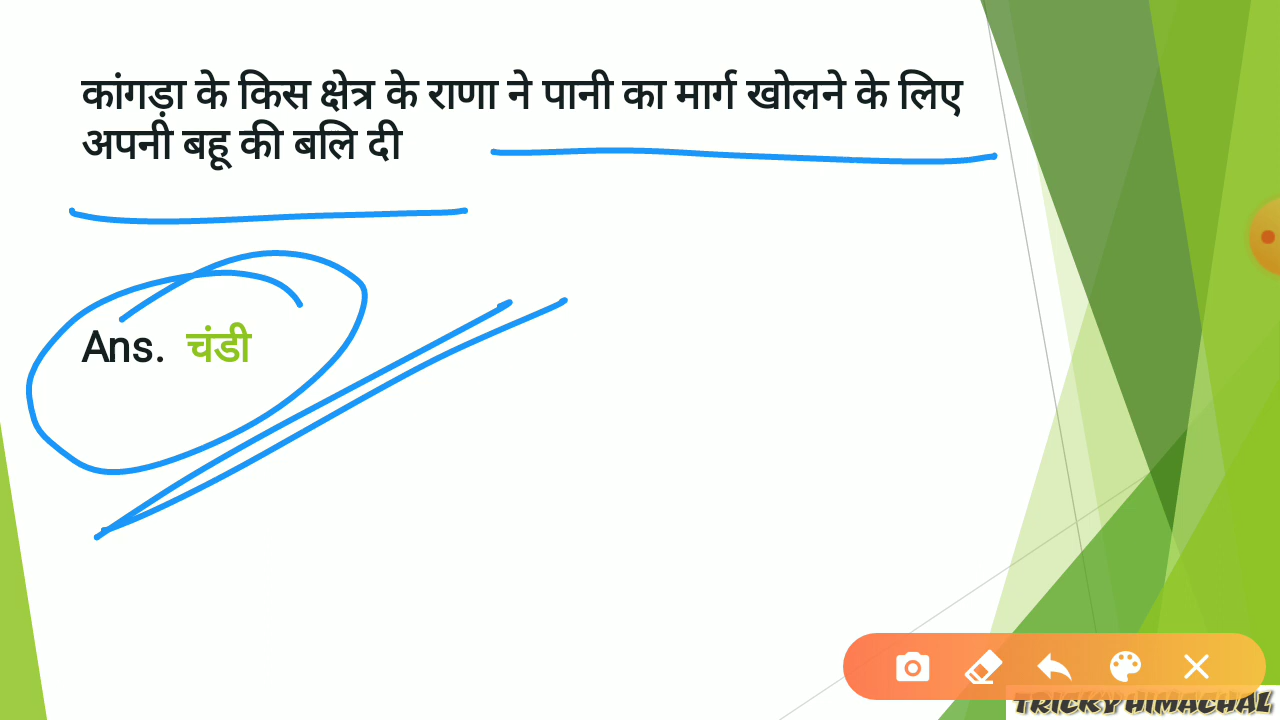 कांगड़ा के किस क्षेत्र के राणा ने पानी का मार्ग खोलने के लिए
अपनी बहू की बलि दी
Ans. चंडी
TRICKY HIMACHAL